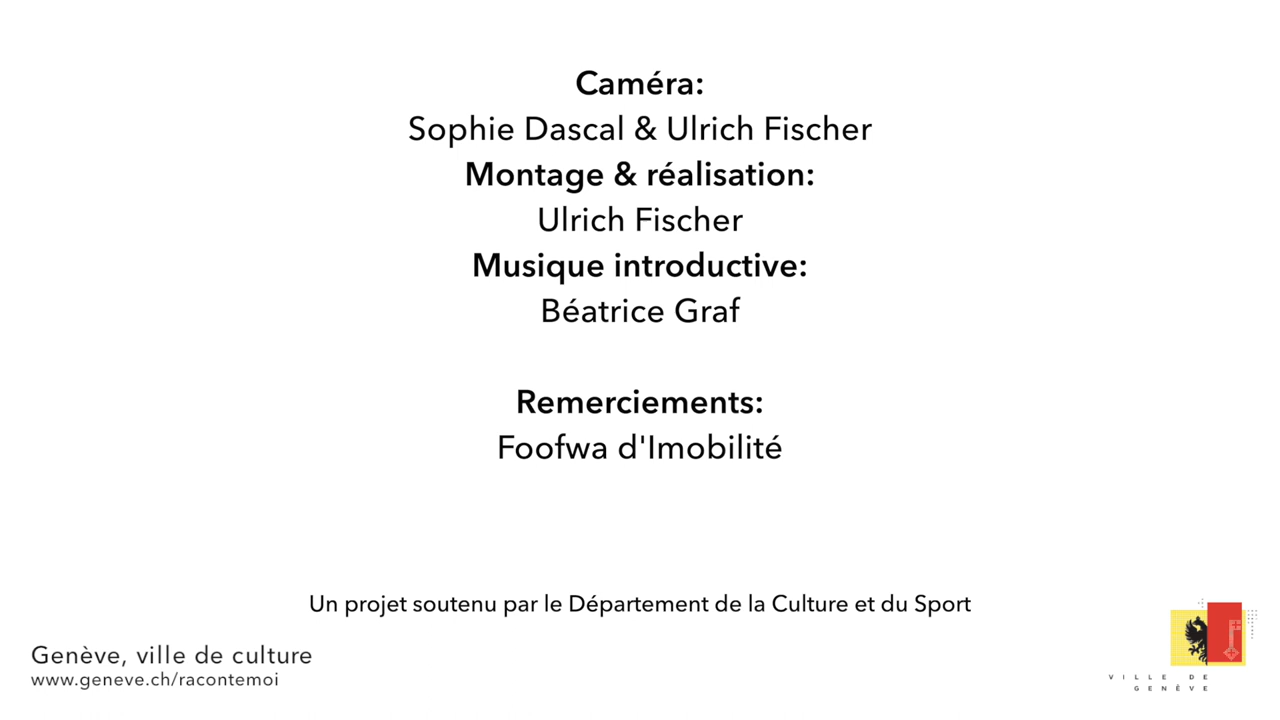 Caméra:
Sophie Dascal & Ulrich Fischer
Montage & réalisation:
Ulrich Fischer
Musique introductive:
Béatrice Graf
Remerciements:
Foofwa d'Imobilité
Un projet soutenu par le Département de la Culture et du Sport
Genève, ville de culture
www.geneve.ch/racontemoi
VILLE DE
GENÈVE